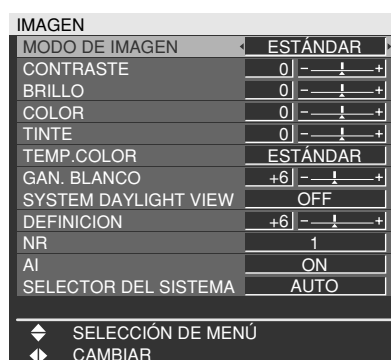 IMAGEN
MODO DE IMAGEN ESTÁNDAR
CONTRASTE 0 - +
BRILLO 0 - +
COLOR 0 - +
TINTE 0 - +
TEMP.COLOR ESTÁNDAR
GAN. BLANCO +6 - +
SYSTEM DAYLIGHT VIEW OFF
DEFINICION +6 - +
NR 1
AI ON
SELECTOR DEL SISTEMA AUTO
SELECCIÓN DE MENÚ
CAMBIAR